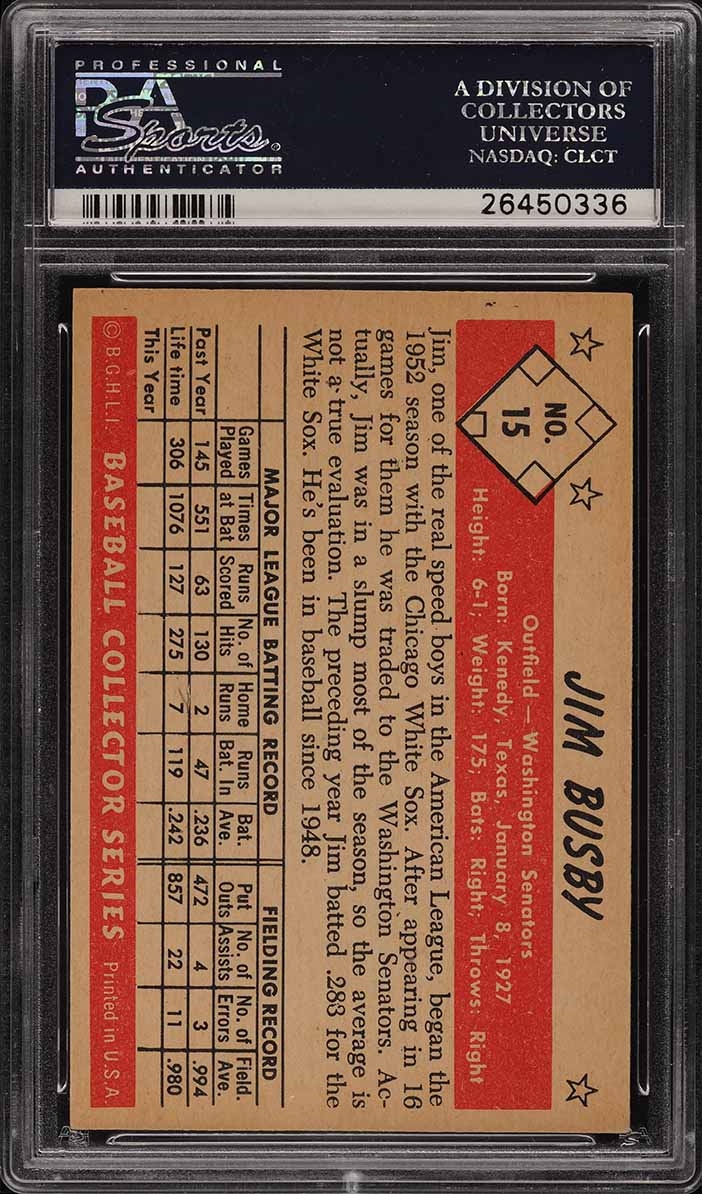 PROFESSIONAL
PSA
Sports®
AUTHENTICATOR
A DIVISION OF
COLLECTORS
UNIVERSE
NASDAQ: CLCT
26450336
NO.
15
JIM BUSBY
Outfield — Washington Senators
Born: Kenedy, Texas, January 8, 1927
Height: 6-1, Weight: 175; Bats: Right; Throws: Right
Jim, one of the real speed boys in the American League, began the
1952 season with the Chicago White Sox. After appearing in 16
games for them he was traded to the Washington Senators. Ac-
tually, Jim was in a slump most of the season, so the average is
not a true evaluation. The preceding year Jim batted .283 for the
White Sox. He's been in baseball since 1948.
MAJOR LEAGUE BATTING RECORD FIELDING RECORD
Games Times Runs No. of Home Runs Bat. Put No. of No. of Field.
Played at Bat Scored Hits Runs Bat. In Ave. Outs Assists Errors Ave.
Past Year 145 551 63 130 2 47 .236 472 4 3 .994
Life time 306 1076 127 275 7 119 .242 857 22 11 .980
This Year
© B.G.H.L.I. BASEBALL COLLECTOR SERIES Printed in U.S.A.